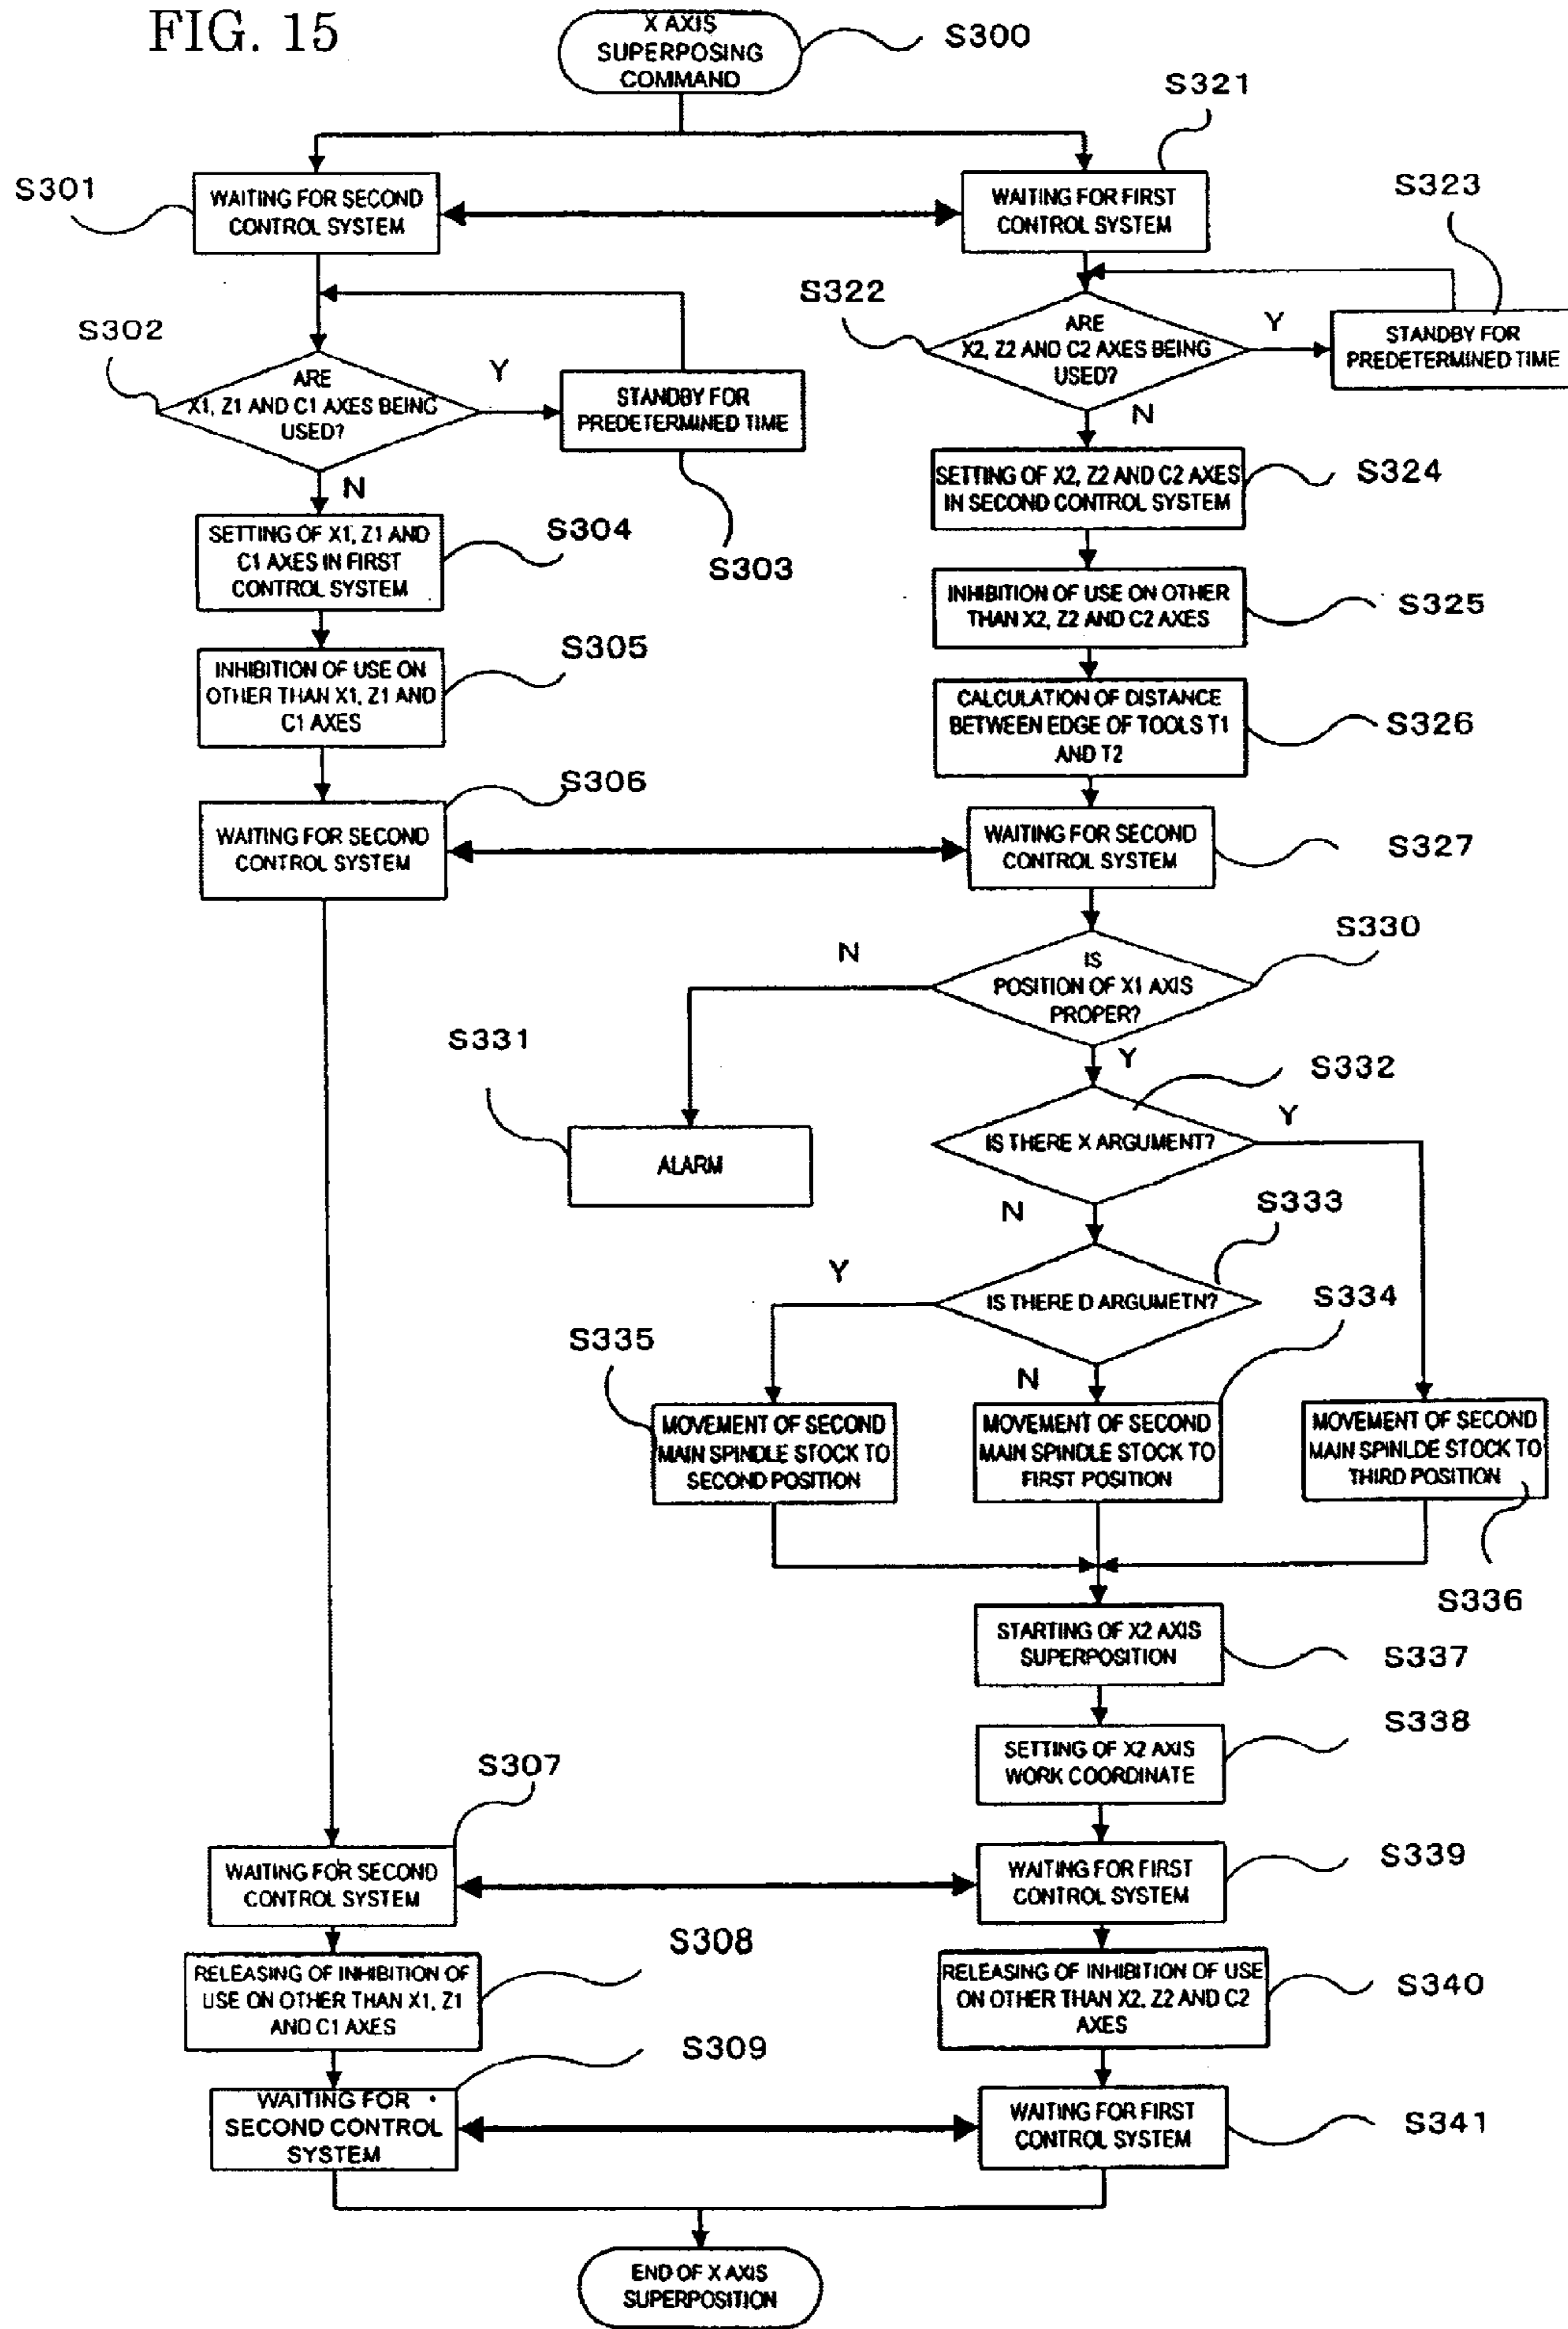 FIG. 15
X AXIS
SUPERPOSING
COMMAND
S300
S321
S301
WAITING FOR SECOND
CONTROL SYSTEM
WAITING FOR FIRST
CONTROL SYSTEM
S323
S322
S302
ARE
X1, Z1 AND C1 AXES BEING
USED?
Y
STANDBY FOR
PREDETERMINED TIME
ARE
X2, Z2 AND C2 AXES BEING
USED?
Y
STANDBY FOR
PREDETERMINED TIME
N
N
S303
SETTING OF X1, Z1 AND
C1 AXES IN FIRST
CONTROL SYSTEM
S304
SETTING OF X2, Z2 AND C2 AXES
IN SECOND CONTROL SYSTEM
S324
INHIBITION OF USE ON
OTHER THAN X1, Z1 AND
C1 AXES
S305
INHIBITION OF USE ON OTHER
THAN X2, Z2 AND C2 AXES
S325
CALCULATION OF DISTANCE
BETWEEN EDGE OF TOOLS T1
AND T2
S326
S306
WAITING FOR SECOND
CONTROL SYSTEM
WAITING FOR SECOND
CONTROL SYSTEM
S327
S330
N
IS
POSITION OF X1 AXIS
PROPER?
S331
Y
S332
ALARM
IS THERE X ARGUMENT?
Y
N
S333
Y
IS THERE D ARGUMETN?
S334
S335
N
MOVEMENT OF SECOND
MAIN SPINDLE STOCK TO
SECOND POSITION
MOVEMENT OF SECOND
MAIN SPINDLE STOCK TO
FIRST POSITION
MOVEMENT OF SECOND
MAIN SPINLDE STOCK TO
THIRD POSITION
S336
STARTING OF X2 AXIS
SUPERPOSITION
S337
SETTING OF X2 AXIS
WORK COORDINATE
S338
S307
WAITING FOR SECOND
CONTROL SYSTEM
WAITING FOR FIRST
CONTROL SYSTEM
S339
RELEASING OF INHIBITION OF
USE ON OTHER THAN X1, Z1
AND C1 AXES
S308
RELEASING OF INHIBITION OF USE
ON OTHER THAN X2, Z2 AND C2
AXES
S340
S309
WAITING FOR
SECOND CONTROL
SYSTEM
WAITING FOR FIRST
CONTROL SYSTEM
S341
END OF X AXIS
SUPERPOSITION